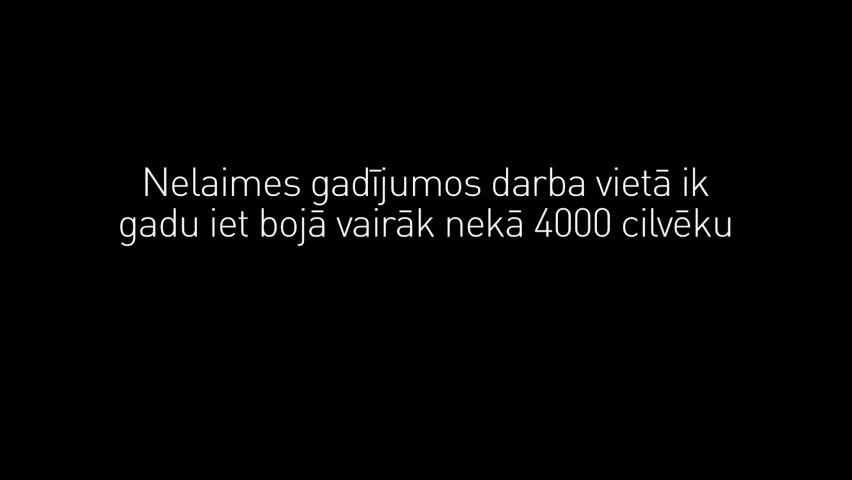 Nelaimes gadījumos darba vietā ik
gadu iet bojā vairāk nekā 4000 cilvēku